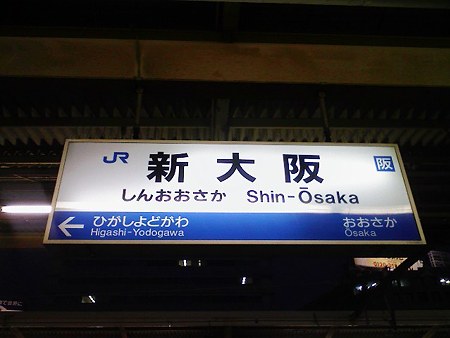 JR 新大阪 阪
しんおおさか Shin-Ōsaka
← ひがしよどがわ おおさか
Higashi-Yodogawa Ōsaka